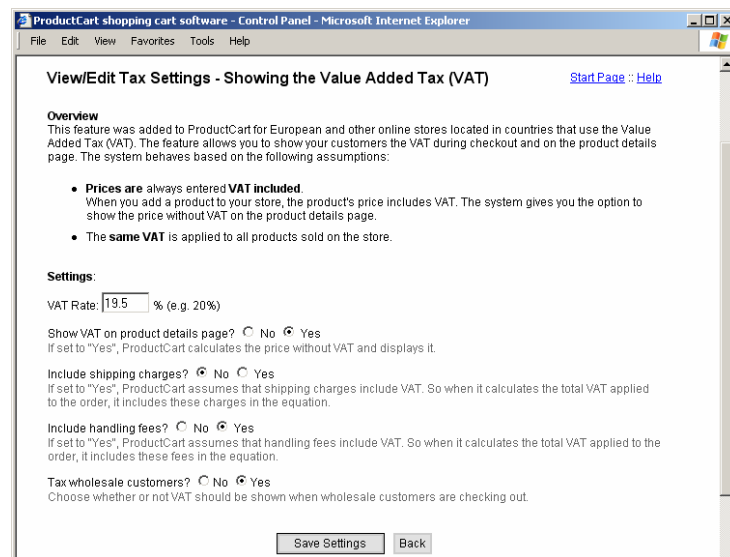 ProductCart shopping cart software - Control Panel - Microsoft Internet Explorer
File Edit View Favorites Tools Help
View/Edit Tax Settings - Showing the Value Added Tax (VAT) Start Page :: Help
Overview
This feature was added to ProductCart for European and other online stores located in countries that use the Value
Added Tax (VAT). The feature allows you to show your customers the VAT during checkout and on the product details
page. The system behaves based on the following assumptions:
• Prices are always entered VAT included.
When you add a product to your store, the product's price includes VAT. The system gives you the option to
show the price without VAT on the product details page.
• The same VAT is applied to all products sold on the store.
Settings:
VAT Rate: 19.5 % (e.g. 20%)
Show VAT on product details page? No Yes
If set to "Yes", ProductCart calculates the price without VAT and displays it.
Include shipping charges? No Yes
If set to "Yes", ProductCart assumes that shipping charges include VAT. So when it calculates the total VAT applied
to the order, it includes these charges in the equation.
Include handling fees? No Yes
If set to "Yes", ProductCart assumes that handling fees include VAT. So when it calculates the total VAT applied to the
order, it includes these fees in the equation.
Tax wholesale customers? No Yes
Choose whether or not VAT should be shown when wholesale customers are checking out.
Save Settings Back